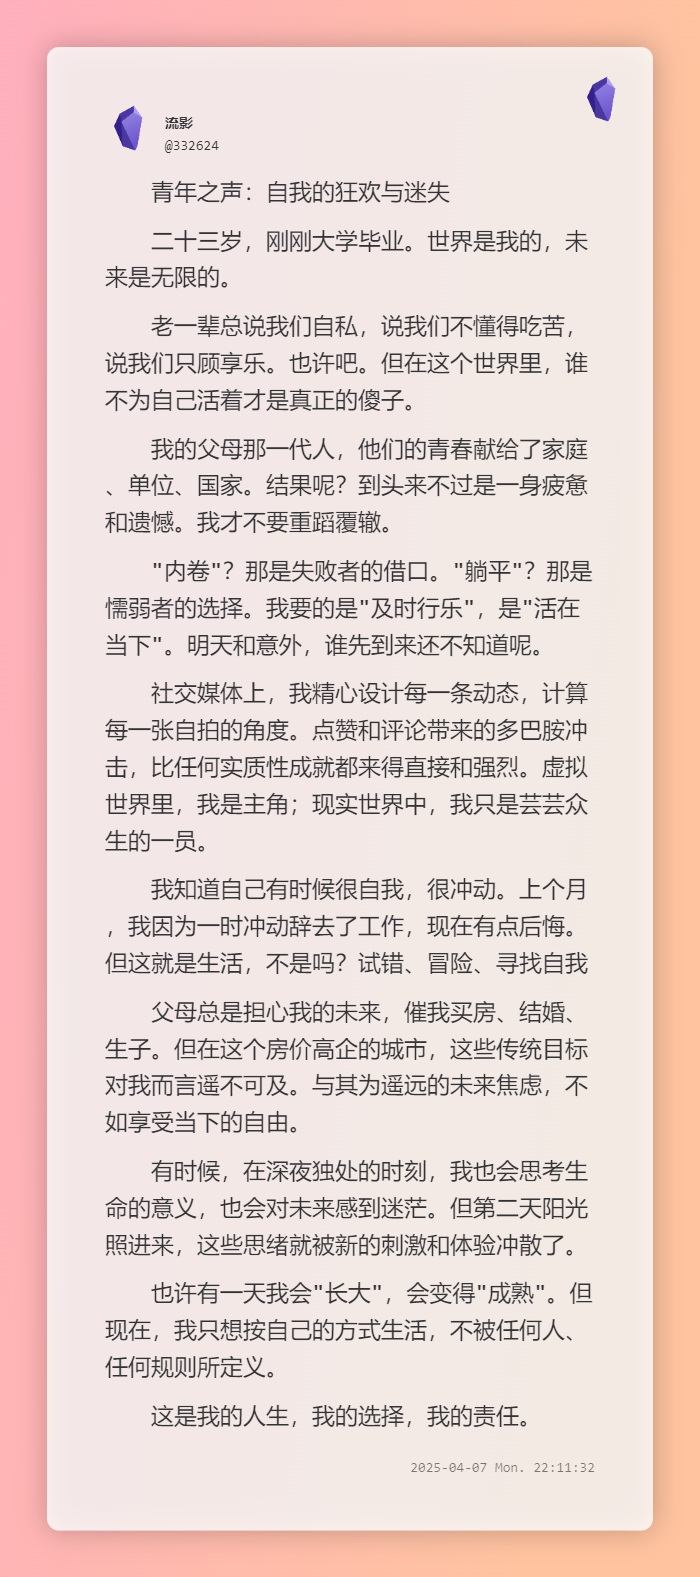 流影
@332624
青年之声：自我的狂欢与迷失
二十三岁，刚刚大学毕业。世界是我的，未
来是无限的。
老一辈总说我们自私，说我们不懂得吃苦，
说我们只顾享乐。也许吧。但在这个世界里，谁
不为自己活着才是真正的傻子。
我的父母那一代人，他们的青春献给了家庭
、单位、国家。结果呢？到头来不过是一身疲惫
和遗憾。我才不要重蹈覆辙。
"内卷"？那是失败者的借口。"躺平"？那是
懦弱者的选择。我要的是"及时行乐"，是"活在
当下"。明天和意外，谁先到来还不知道呢。
社交媒体上，我精心设计每一条动态，计算
每一张自拍的角度。点赞和评论带来的多巴胺冲
击，比任何实质性成就都来得直接和强烈。虚拟
世界里，我是主角；现实世界中，我只是芸芸众
生的一员。
我知道自己有时候很自我，很冲动。上个月
，我因为一时冲动辞去了工作，现在有点后悔。
但这就是生活，不是吗？试错、冒险、寻找自我
父母总是担心我的未来，催我买房、结婚、
生子。但在这个房价高企的城市，这些传统目标
对我而言遥不可及。与其为遥远的未来焦虑，不
如享受当下的自由。
有时候，在深夜独处的时刻，我也会思考生
命的意义，也会对未来感到迷茫。但第二天阳光
照进来，这些思绪就被新的刺激和体验冲散了。
也许有一天我会"长大"，会变得"成熟"。但
现在，我只想按自己的方式生活，不被任何人、
任何规则所定义。
这是我的人生，我的选择，我的责任。
2025-04-07 Mon. 22:11:32